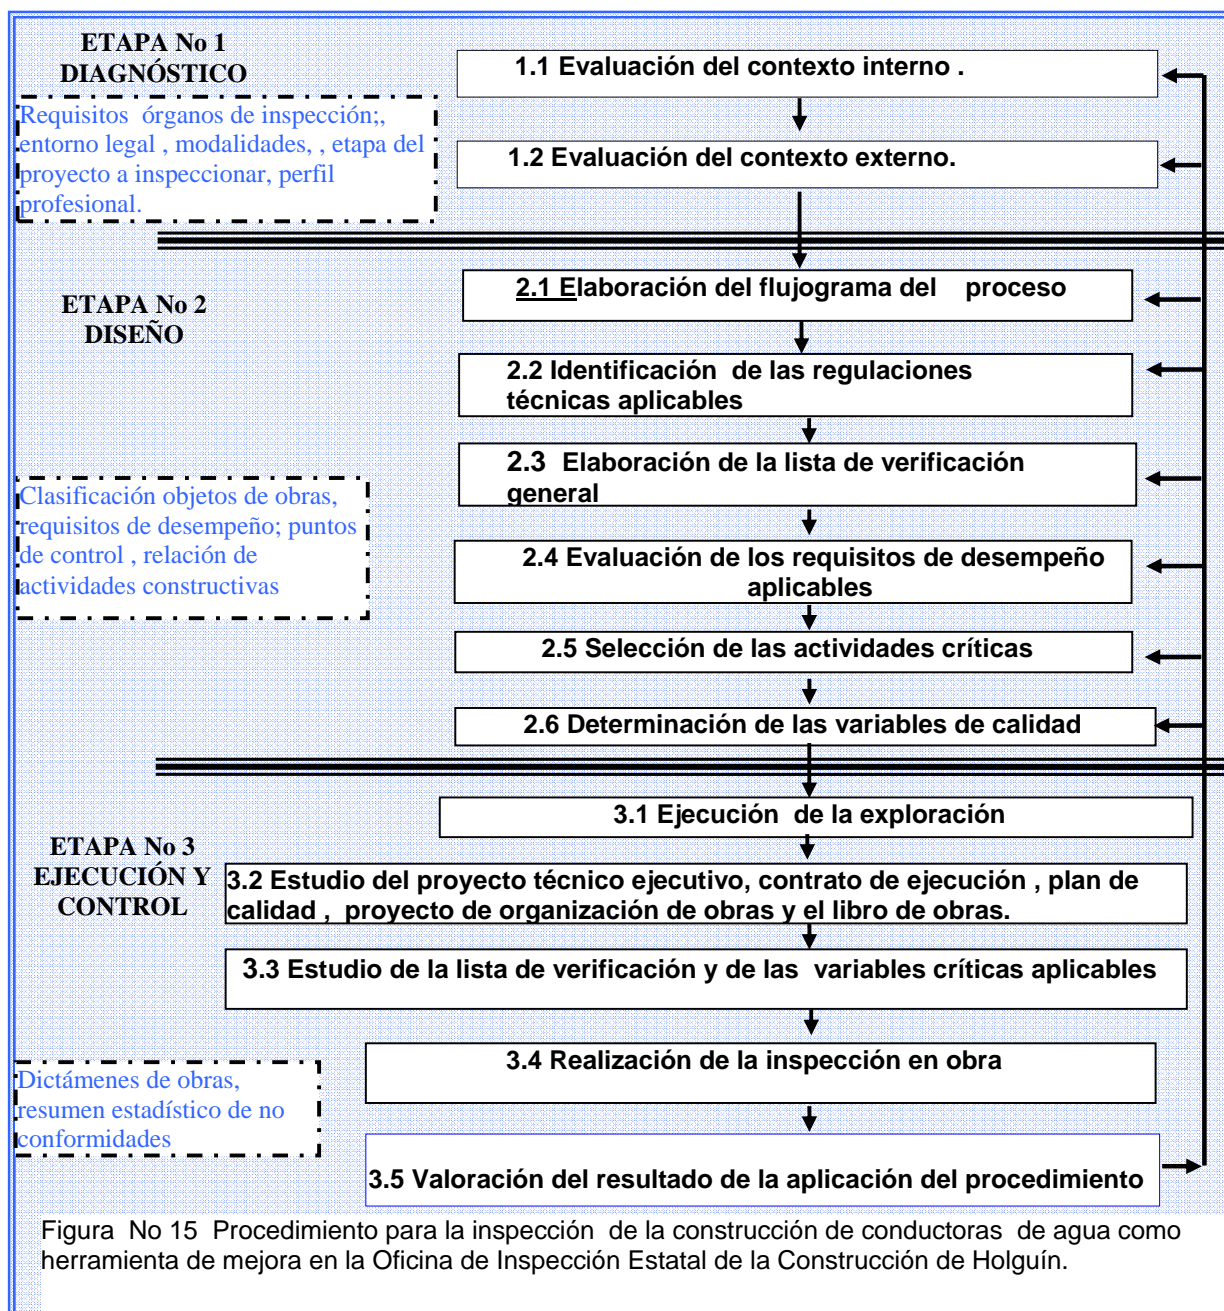 ETAPA No 1
DIAGNÓSTICO
1.1 Evaluación del contexto interno .
Requisitos órganos de inspección;,
entorno legal , modalidades, , etapa del
proyecto a inspeccionar, perfil
profesional.
1.2 Evaluación del contexto externo.
ETAPA No 2
DISEÑO
2.1 Elaboración del flujograma del proceso
2.2 Identificación de las regulaciones
técnicas aplicables
2.3 Elaboración de la lista de verificación
general
Clasificación objetos de obras,
requisitos de desempeño; puntos
de control , relación de
actividades constructivas
2.4 Evaluación de los requisitos de desempeño
aplicables
2.5 Selección de las actividades críticas
2.6 Determinación de las variables de calidad
ETAPA No 3
EJECUCIÓN Y
CONTROL
3.1 Ejecución de la exploración
3.2 Estudio del proyecto técnico ejecutivo, contrato de ejecución , plan de
calidad , proyecto de organización de obras y el libro de obras.
3.3 Estudio de la lista de verificación y de las variables críticas aplicables
3.4 Realización de la inspección en obra
Dictámenes de obras,
resumen estadístico de no
conformidades
3.5 Valoración del resultado de la aplicación del procedimiento
Figura No 15 Procedimiento para la inspección de la construcción de conductoras de agua como
herramienta de mejora en la Oficina de Inspección Estatal de la Construcción de Holguín.